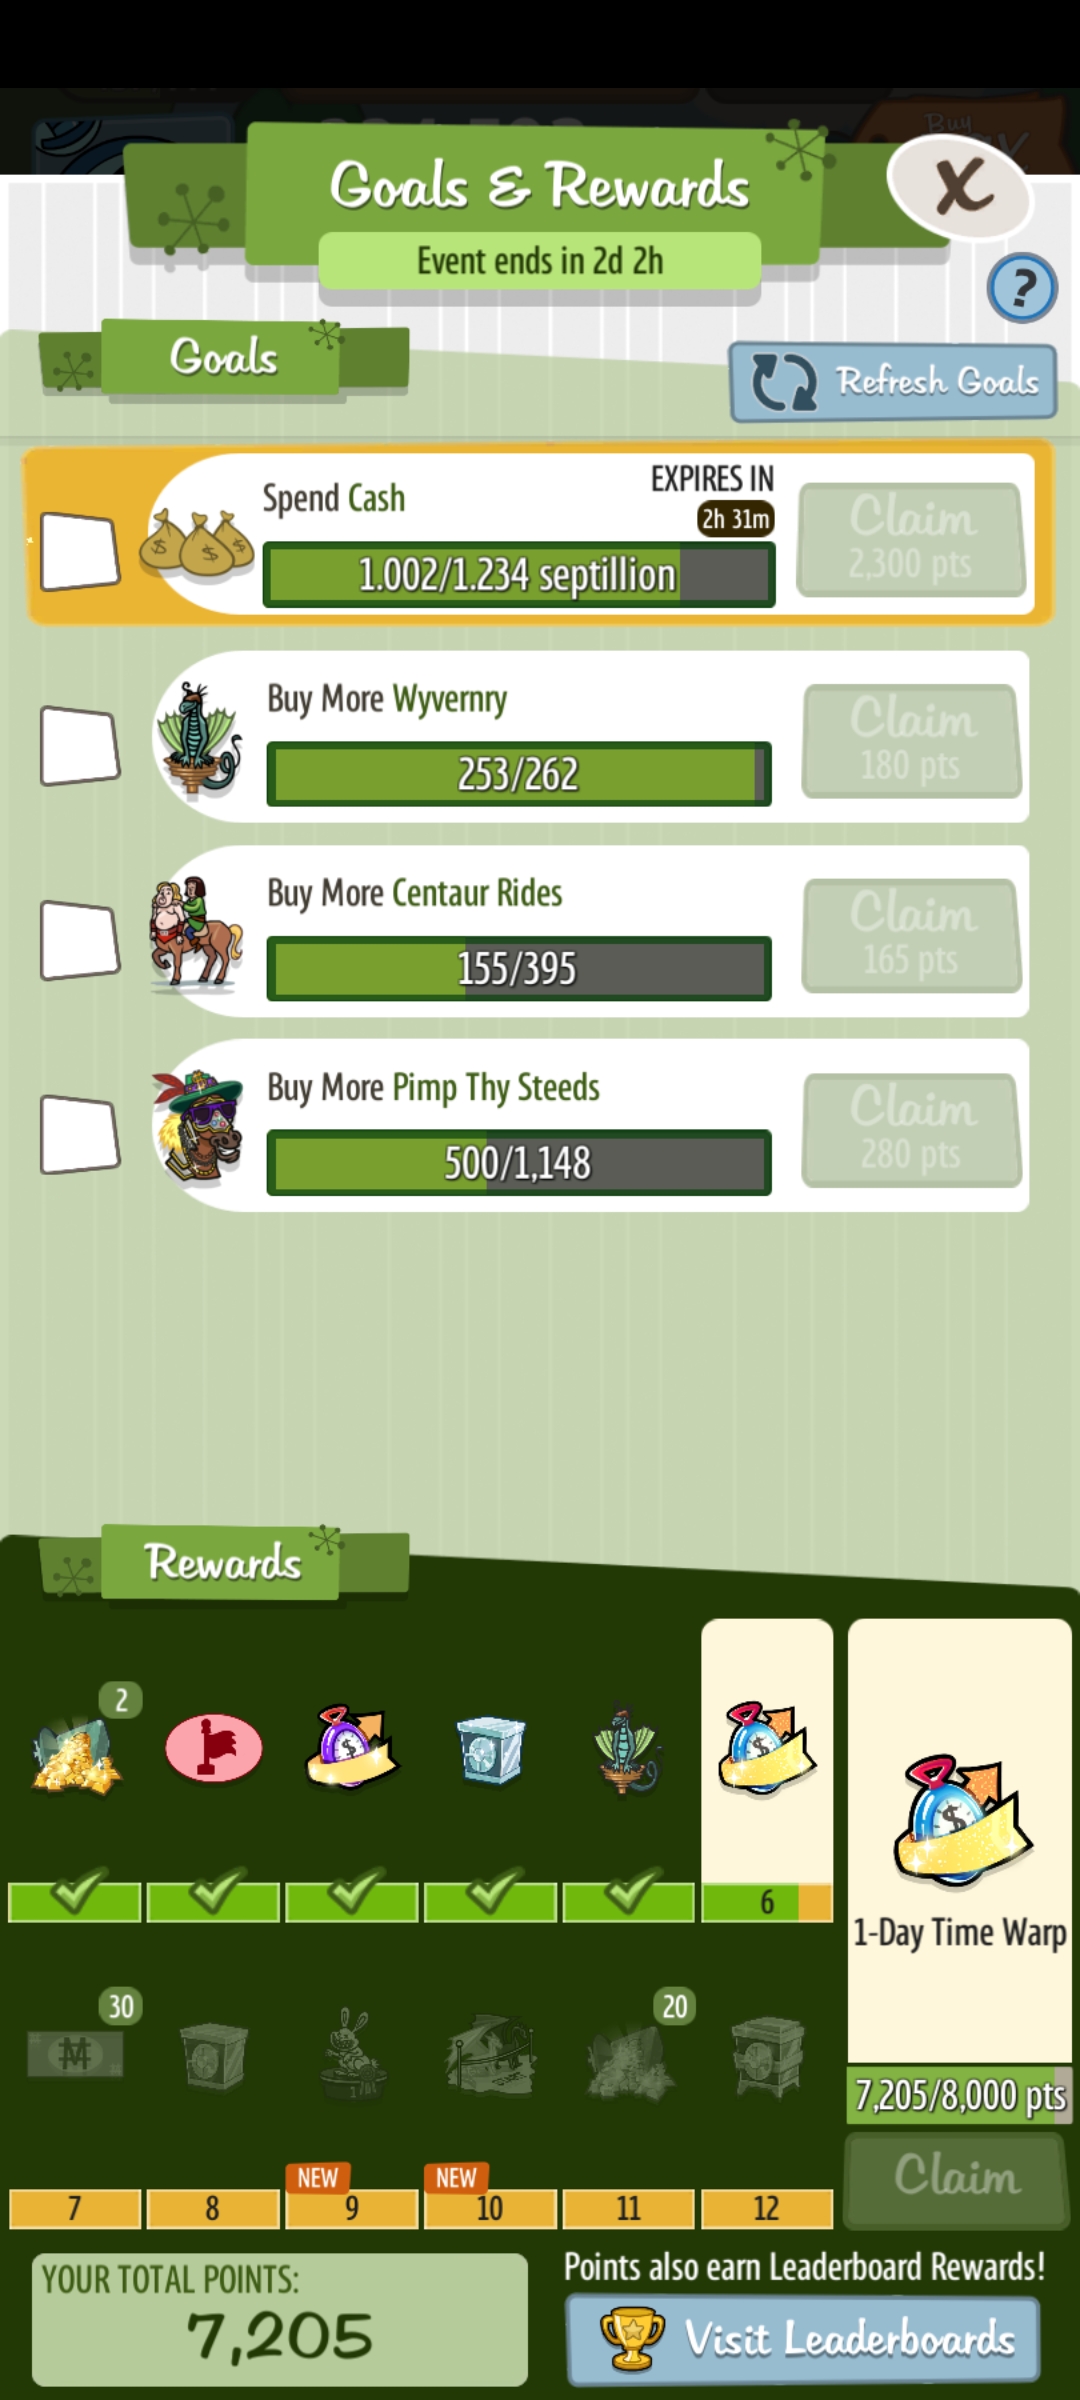 Buy
Goals & Rewards
X
Event ends in 2d 2h
?
Goals
Refresh Goals
Spend Cash
EXPIRES IN
2h 31m
1.002/1.234 septillion
Claim
2,300 pts
Buy More Wyvernry
253/262
Claim
180 pts
Buy More Centaur Rides
155/395
Claim
165 pts
Buy More Pimp Thy Steeds
500/1,148
Claim
280 pts
Rewards
2
6
1-Day Time Warp
30
20
7,205/8,000 pts
Claim
NEW
NEW
7
8
9
10
11
12
YOUR TOTAL POINTS:
7,205
Points also earn Leaderboard Rewards!
Visit Leaderboards